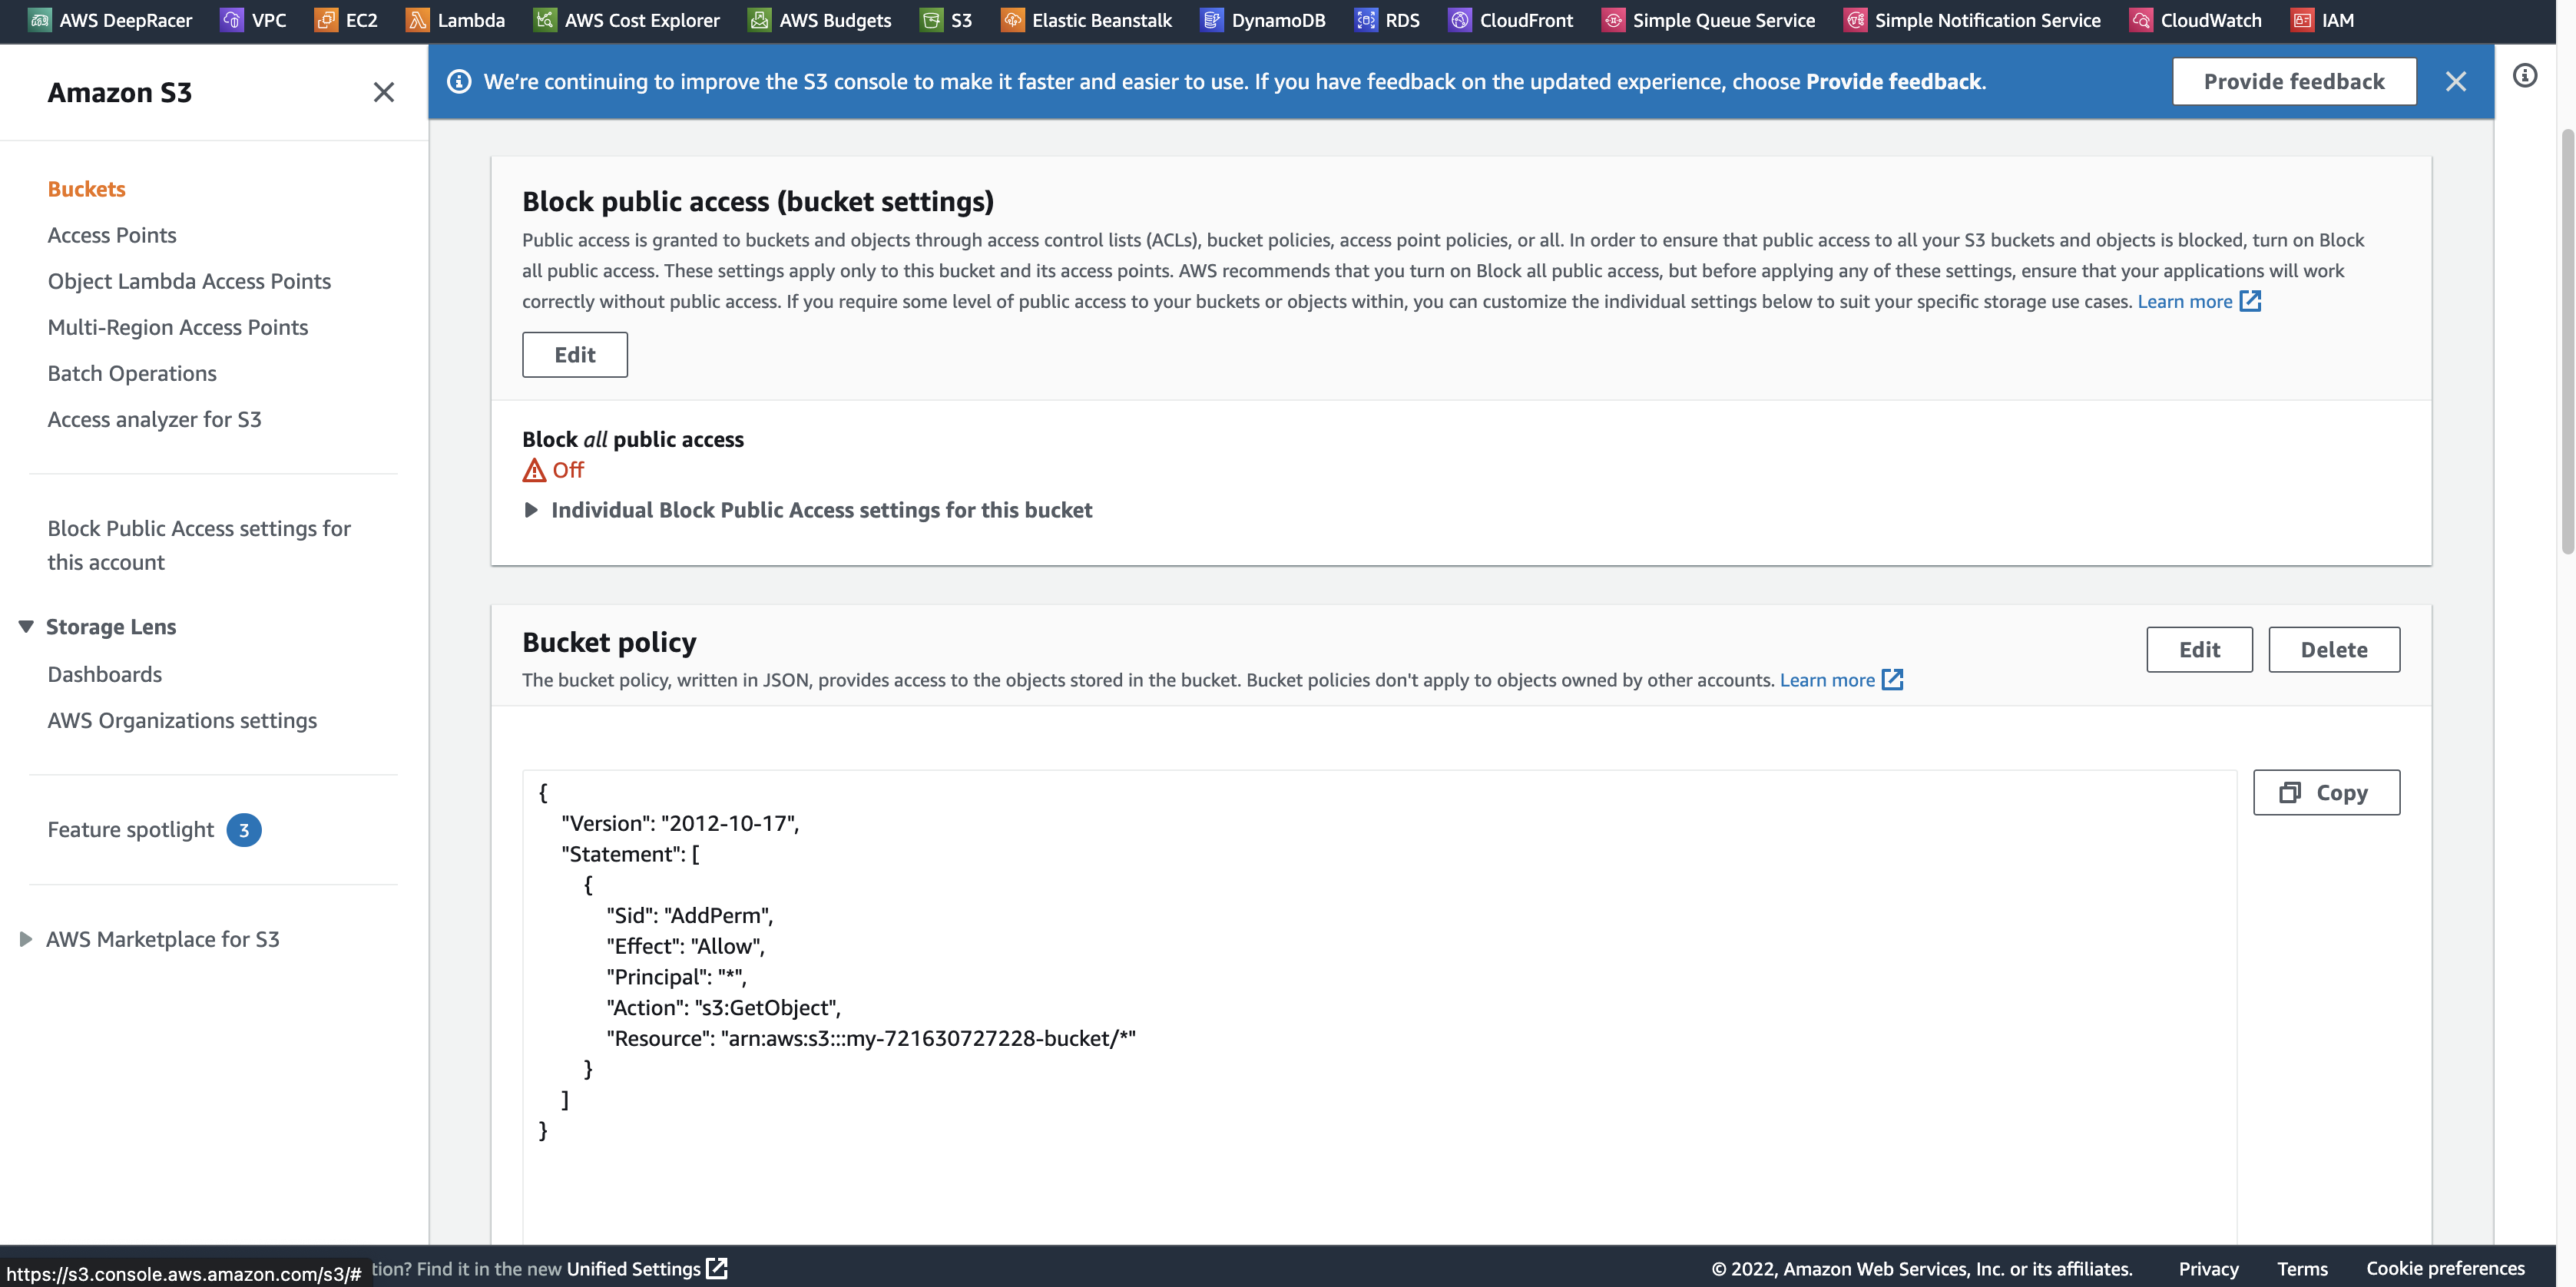 AWS DeepRacer VPC EC2 Lambda AWS Cost Explorer AWS Budgets S3 Elastic Beanstalk DynamoDB RDS CloudFront Simple Queue Service Simple Notification Service CloudWatch IAM
Amazon S3
Buckets
Access Points
Object Lambda Access Points
Multi-Region Access Points
Batch Operations
Access analyzer for S3
Block Public Access settings for
this account
Storage Lens
Dashboards
AWS Organizations settings
Feature spotlight 3
AWS Marketplace for S3
We're continuing to improve the S3 console to make it faster and easier to use. If you have feedback on the updated experience, choose Provide feedback.
Provide feedback
Block public access (bucket settings)
Public access is granted to buckets and objects through access control lists (ACLs), bucket policies, access point policies, or all. In order to ensure that public access to all your S3 buckets and objects is blocked, turn on Block
all public access. These settings apply only to this bucket and its access points. AWS recommends that you turn on Block all public access, but before applying any of these settings, ensure that your applications will work
correctly without public access. If you require some level of public access to your buckets or objects within, you can customize the individual settings below to suit your specific storage use cases. Learn more
Edit
Block all public access
Off
Individual Block Public Access settings for this bucket
Bucket policy
Edit
Delete
The bucket policy, written in JSON, provides access to the objects stored in the bucket. Bucket policies don't apply to objects owned by other accounts. Learn more
Copy
{
"Version": "2012-10-17",
"Statement": [
{
"Sid": "AddPerm",
"Effect": "Allow",
"Principal": "*",
"Action": "s3:GetObject",
"Resource": "arn:aws:s3:::my-721630727228-bucket/*"
}
]
}
https://s3.console.aws.amazon.com/s3/#
tion? Find it in the new Unified Settings
© 2022, Amazon Web Services, Inc. or its affiliates. Privacy Terms Cookie preferences